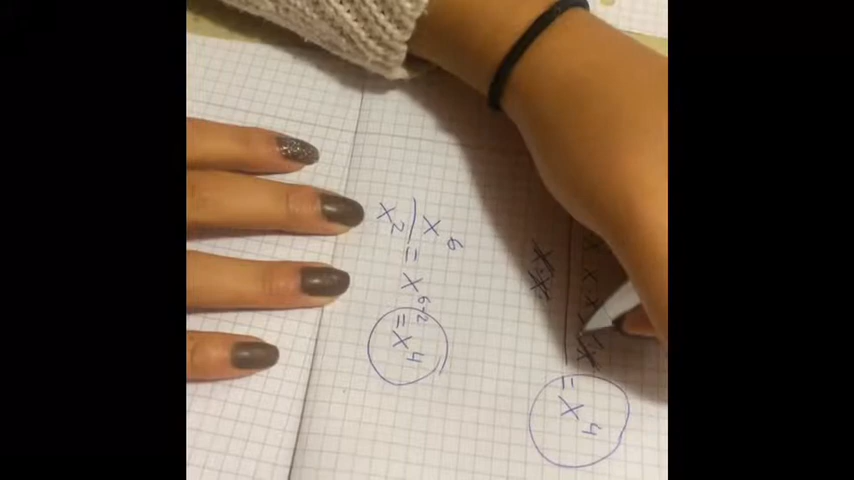 x·x·x·x·x·x / x·x = x⁴
x⁶ / x² = x⁶⁻² = x⁴